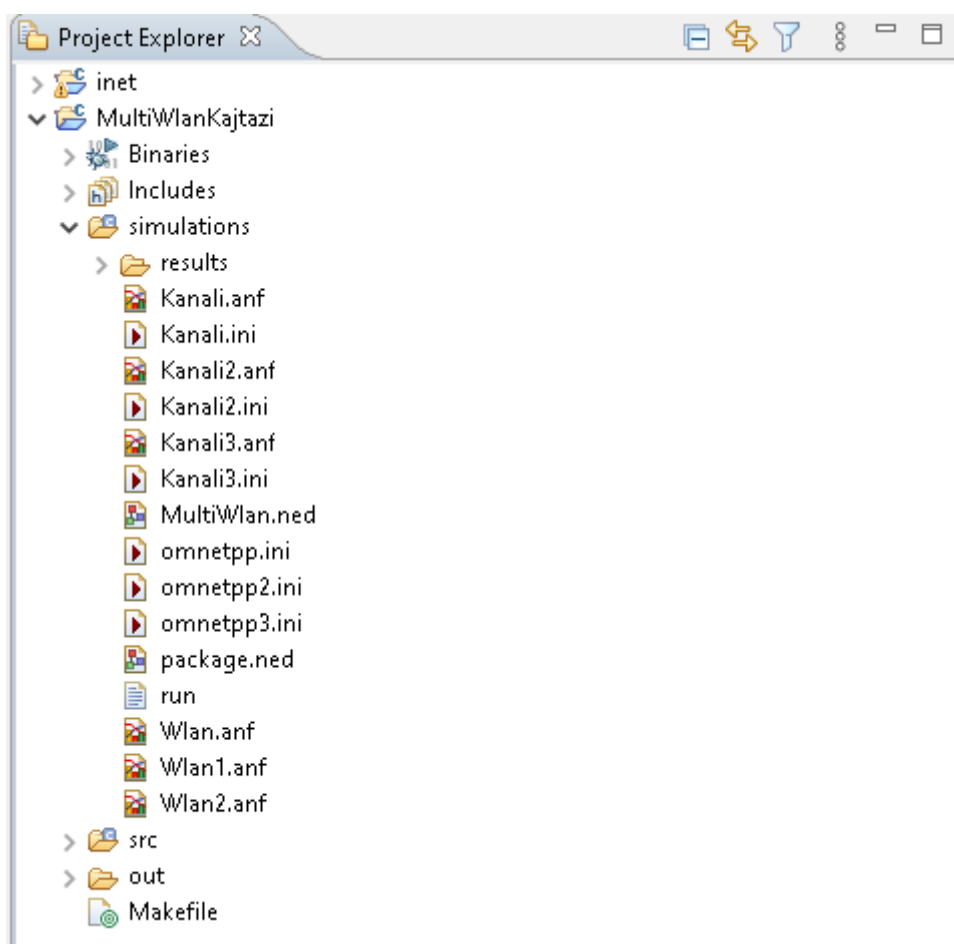 Project Explorer
inet
MultiWlanKajtazi
Binaries
Includes
simulations
results
Kanali.anf
Kanali.ini
Kanali2.anf
Kanali2.ini
Kanali3.anf
Kanali3.ini
MultiWlan.ned
omnetpp.ini
omnetpp2.ini
omnetpp3.ini
package.ned
run
Wlan.anf
Wlan1.anf
Wlan2.anf
src
out
Makefile